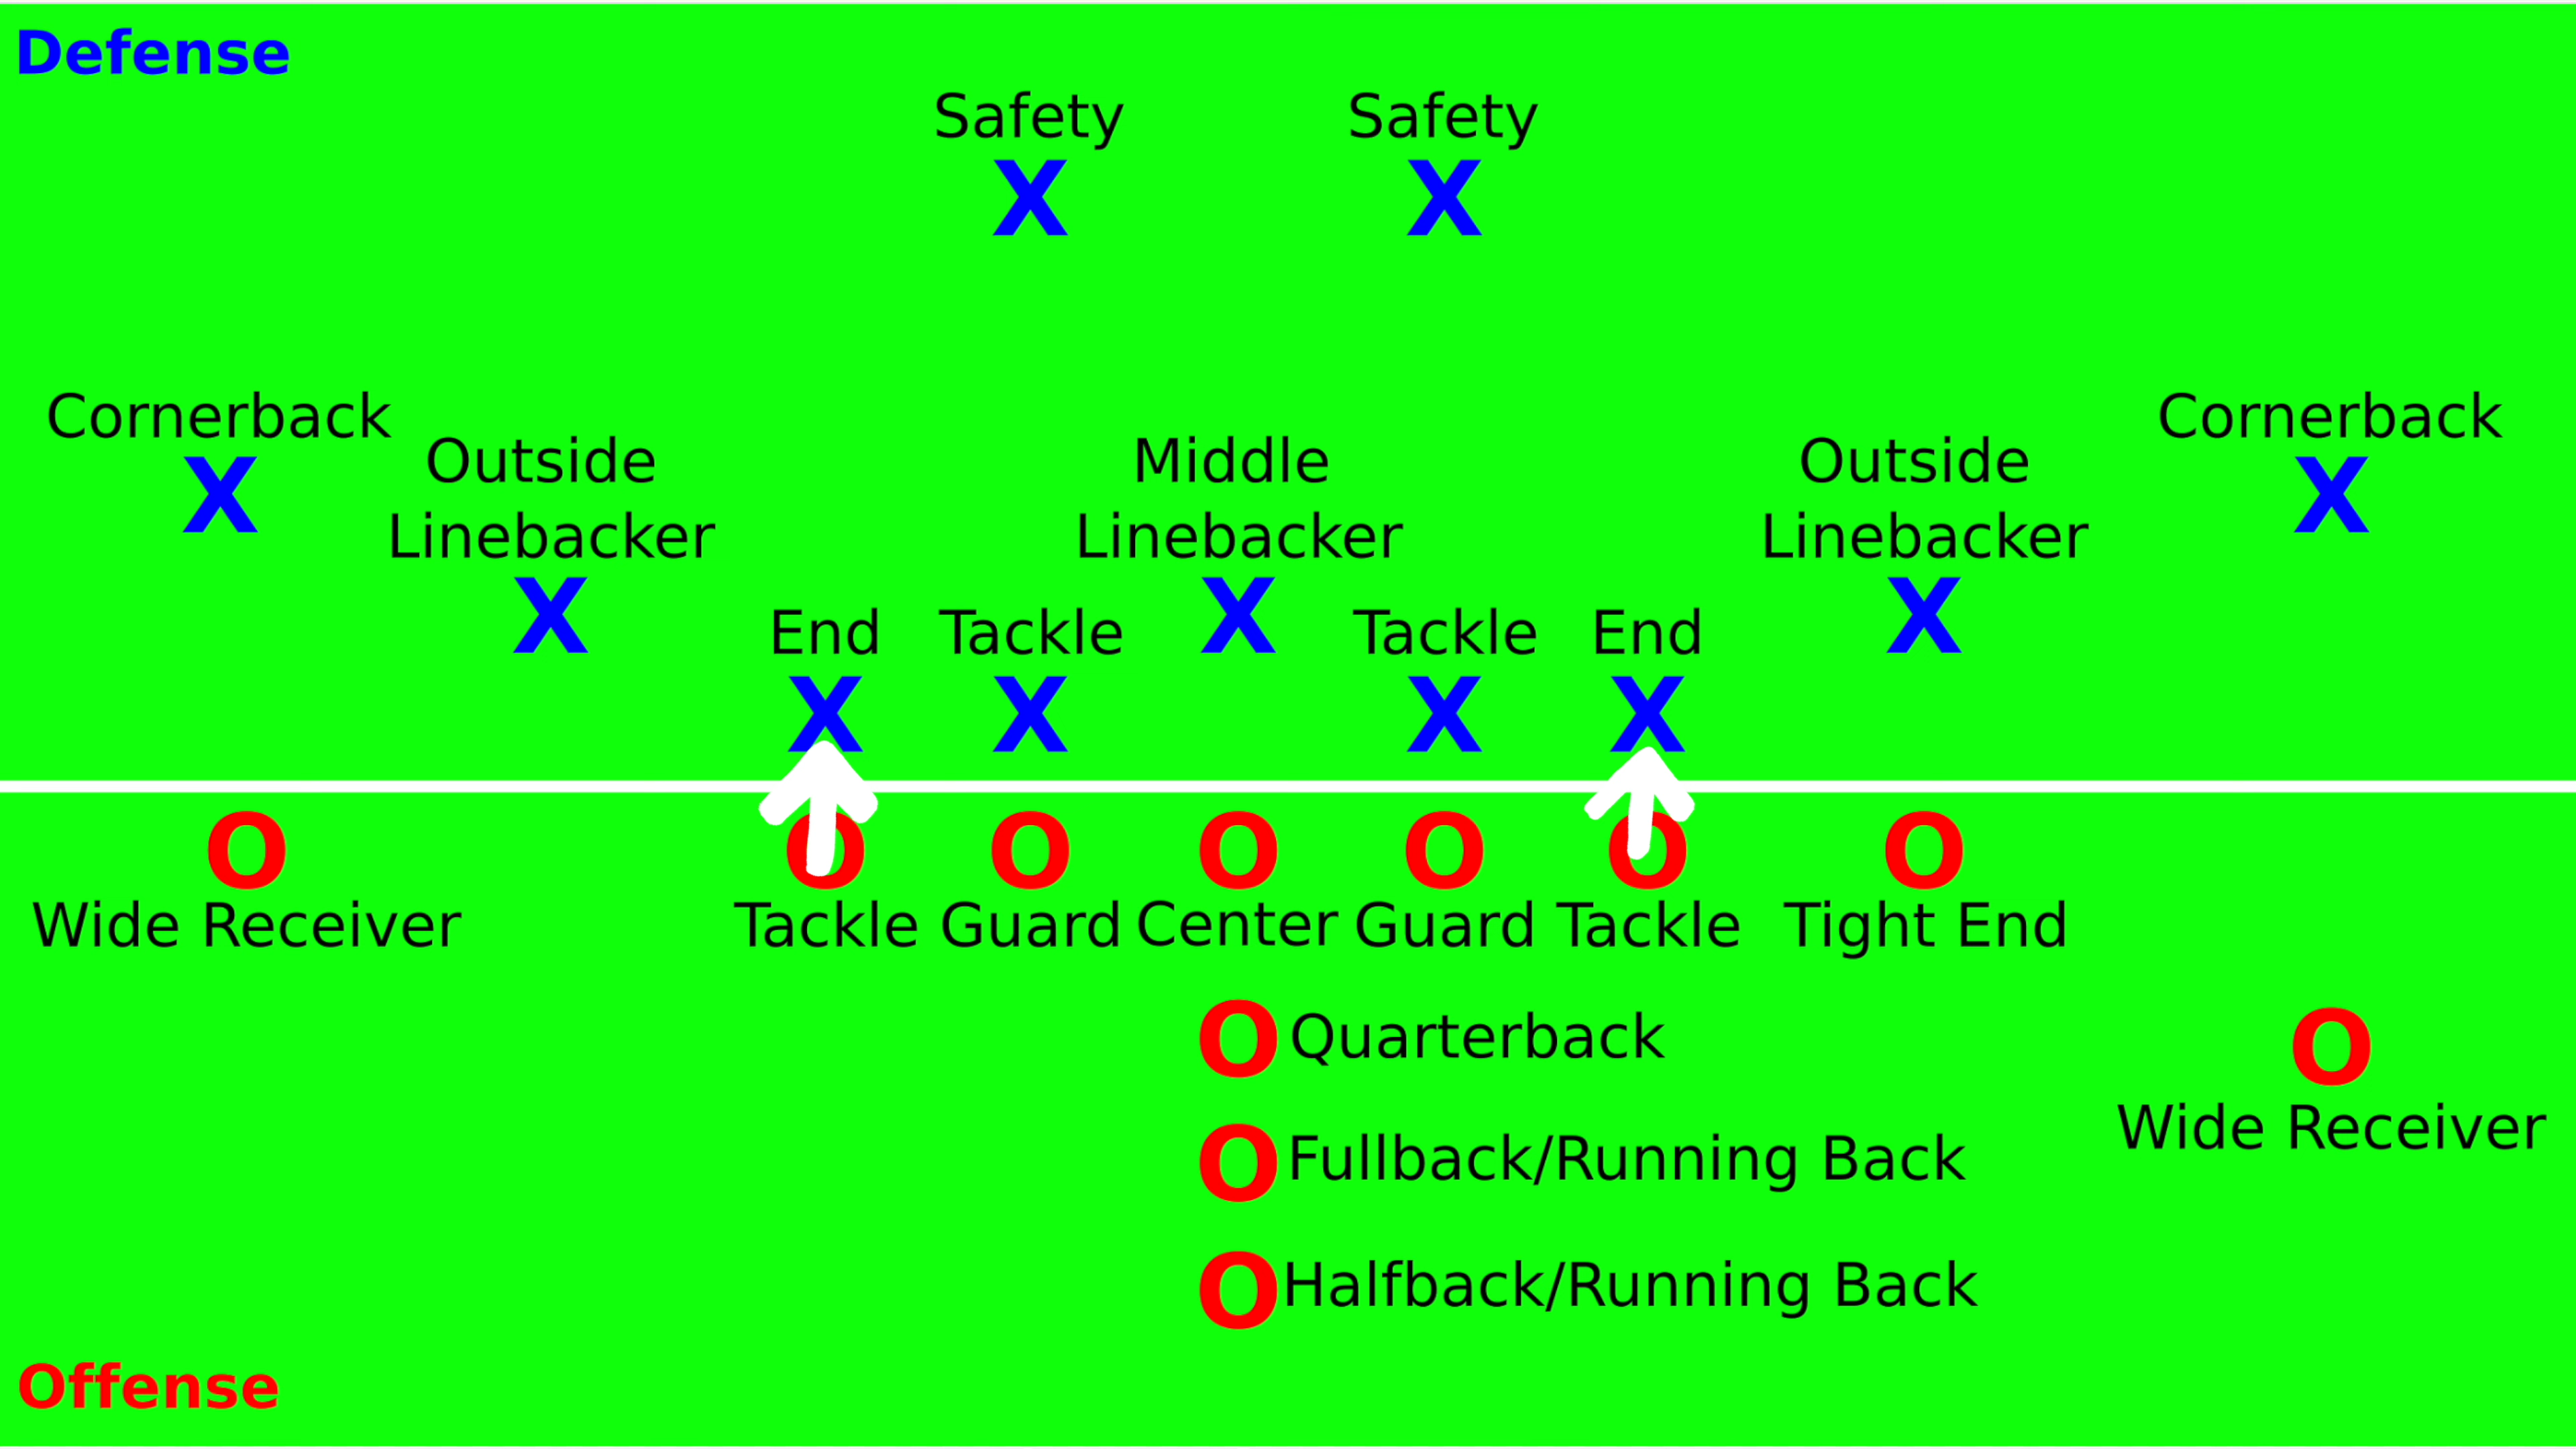 Defense
Safety Safety
X X
Cornerback Cornerback
Outside Middle Outside
Linebacker Linebacker Linebacker
X X
X X X
End Tackle Tackle End
X X X X
O O O O O O O
Wide Receiver Tackle Guard Center Guard Tackle Tight End
O Quarterback
O
Wide Receiver
O Fullback/Running Back
O Halfback/Running Back
Offense